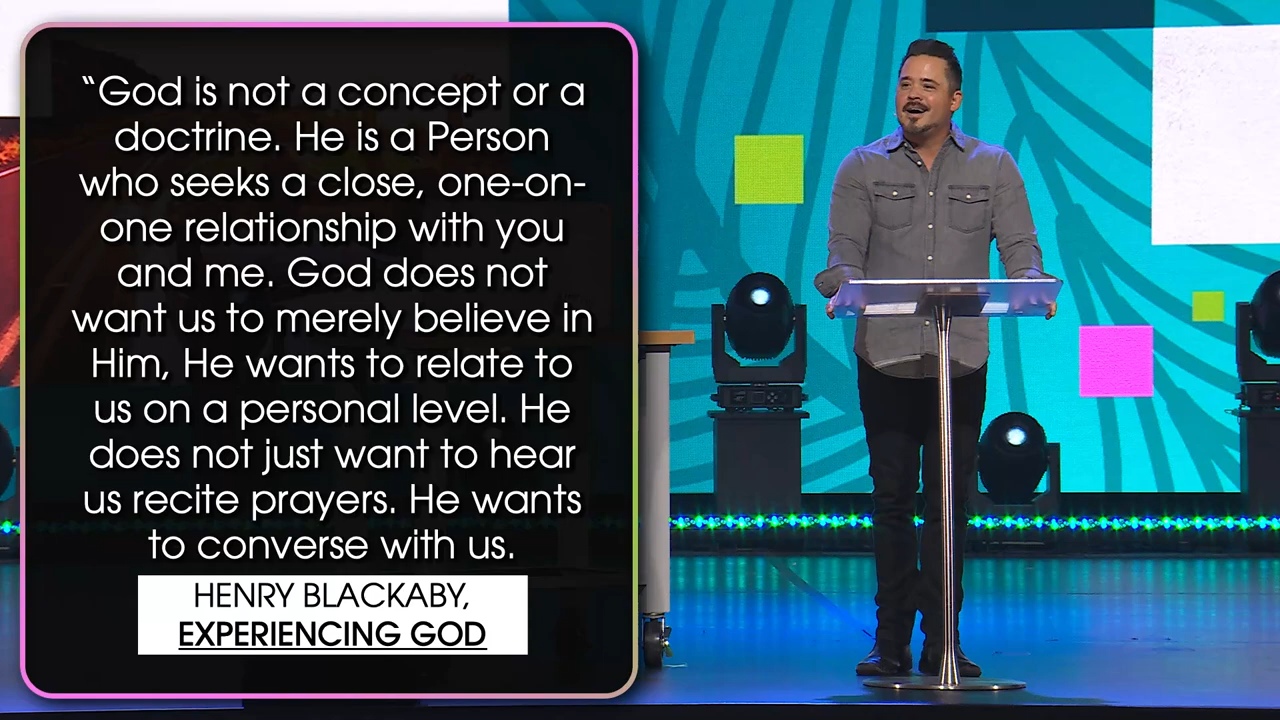 “God is not a concept or a
doctrine. He is a Person
who seeks a close, one-on-
one relationship with you
and me. God does not
want us to merely believe in
Him, He wants to relate to
us on a personal level. He
does not just want to hear
us recite prayers. He wants
to converse with us.
HENRY BLACKABY,
EXPERIENCING GOD